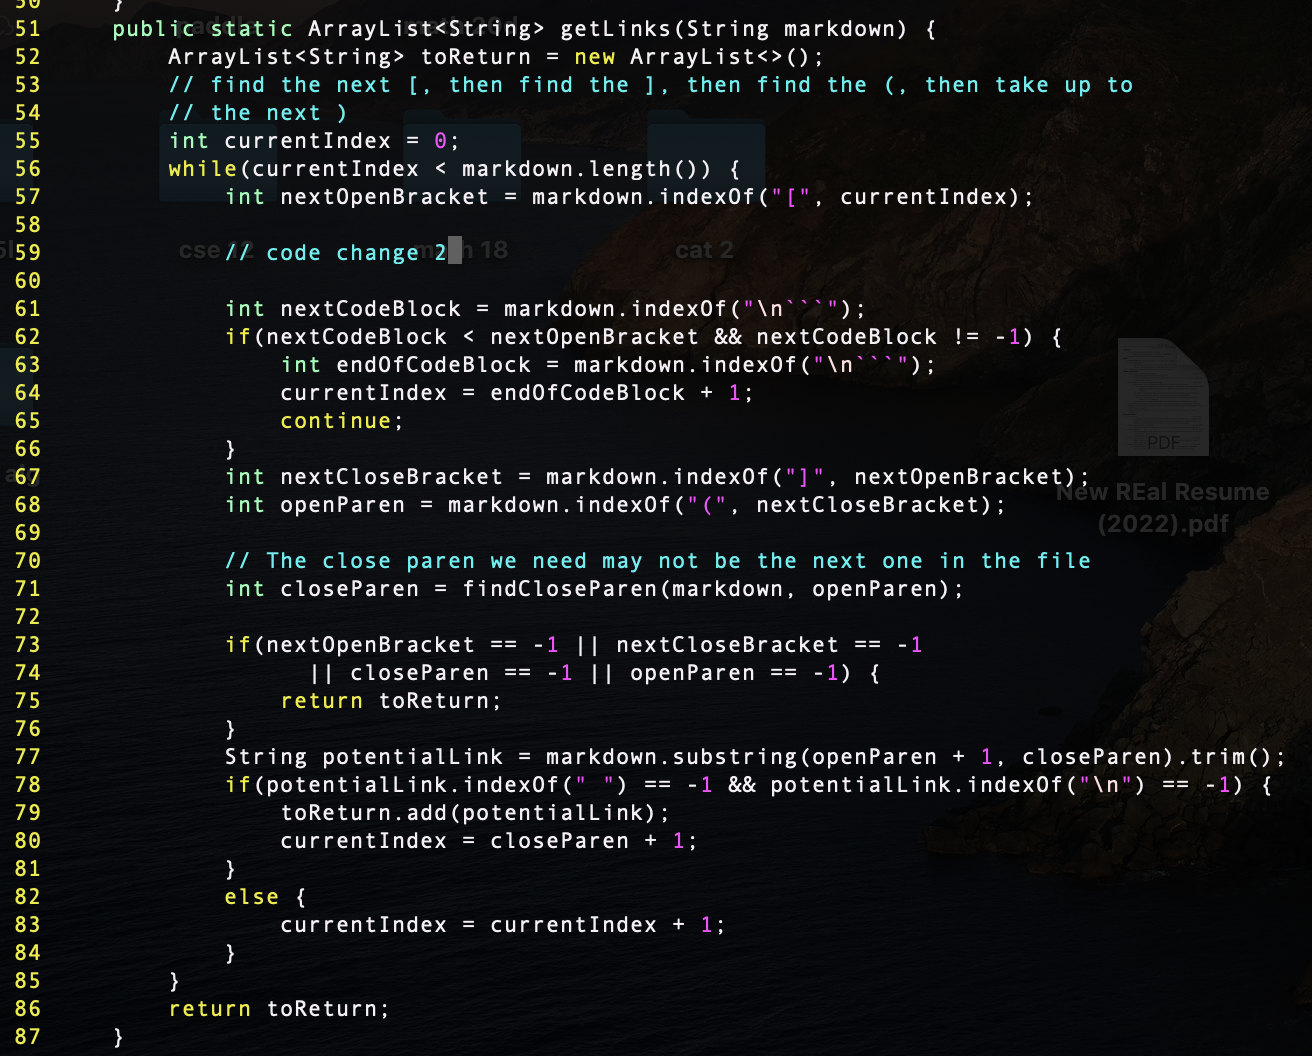 50        }
51     public static ArrayList<String> getLinks(String markdown) {
52         ArrayList<String> toReturn = new ArrayList<>();
53         // find the next [, then find the ], then find the (, then take up to
54         // the next )
55         int currentIndex = 0;
56         while(currentIndex < markdown.length()) {
57             int nextOpenBracket = markdown.indexOf("[", currentIndex);
58
59             // code change 2
60
61             int nextCodeBlock = markdown.indexOf("\n```");
62             if(nextCodeBlock < nextOpenBracket && nextCodeBlock != -1) {
63                 int endOfCodeBlock = markdown.indexOf("\n```");
64                 currentIndex = endOfCodeBlock + 1;
65                 continue;
66             }
67             int nextCloseBracket = markdown.indexOf("]", nextOpenBracket);
68             int openParen = markdown.indexOf("(", nextCloseBracket);
69
70             // The close paren we need may not be the next one in the file
71             int closeParen = findCloseParen(markdown, openParen);
72
73             if(nextOpenBracket == -1 || nextCloseBracket == -1
74                   || closeParen == -1 || openParen == -1) {
75                 return toReturn;
76             }
77             String potentialLink = markdown.substring(openParen + 1, closeParen).trim();
78             if(potentialLink.indexOf(" ") == -1 && potentialLink.indexOf("\n") == -1) {
79                 toReturn.add(potentialLink);
80                 currentIndex = closeParen + 1;
81             }
82             else {
83                 currentIndex = currentIndex + 1;
84             }
85         }
86         return toReturn;
87     }
cse 12
math 18
cat 2
PDF
New REal Resume
(2022).pdf